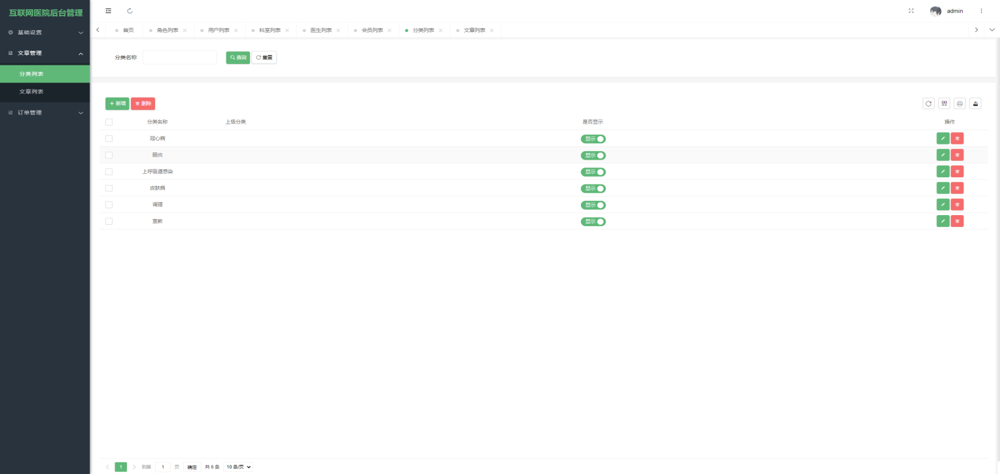 互联网医院后台管理
admin
基础设置
首页 角色列表 用户列表 科室列表 医生列表 会员列表 分类列表 文章列表
文章管理
分类列表
文章列表
订单管理
分类名称 查询 重置
新增 删除
分类名称 上级分类 是否显示 操作
冠心病 显示
肠炎 显示
上呼吸道感染 显示
皮肤病 显示
调理 显示
宣教 显示
1 到第 1 页 确定 共 6 条 10 条/页